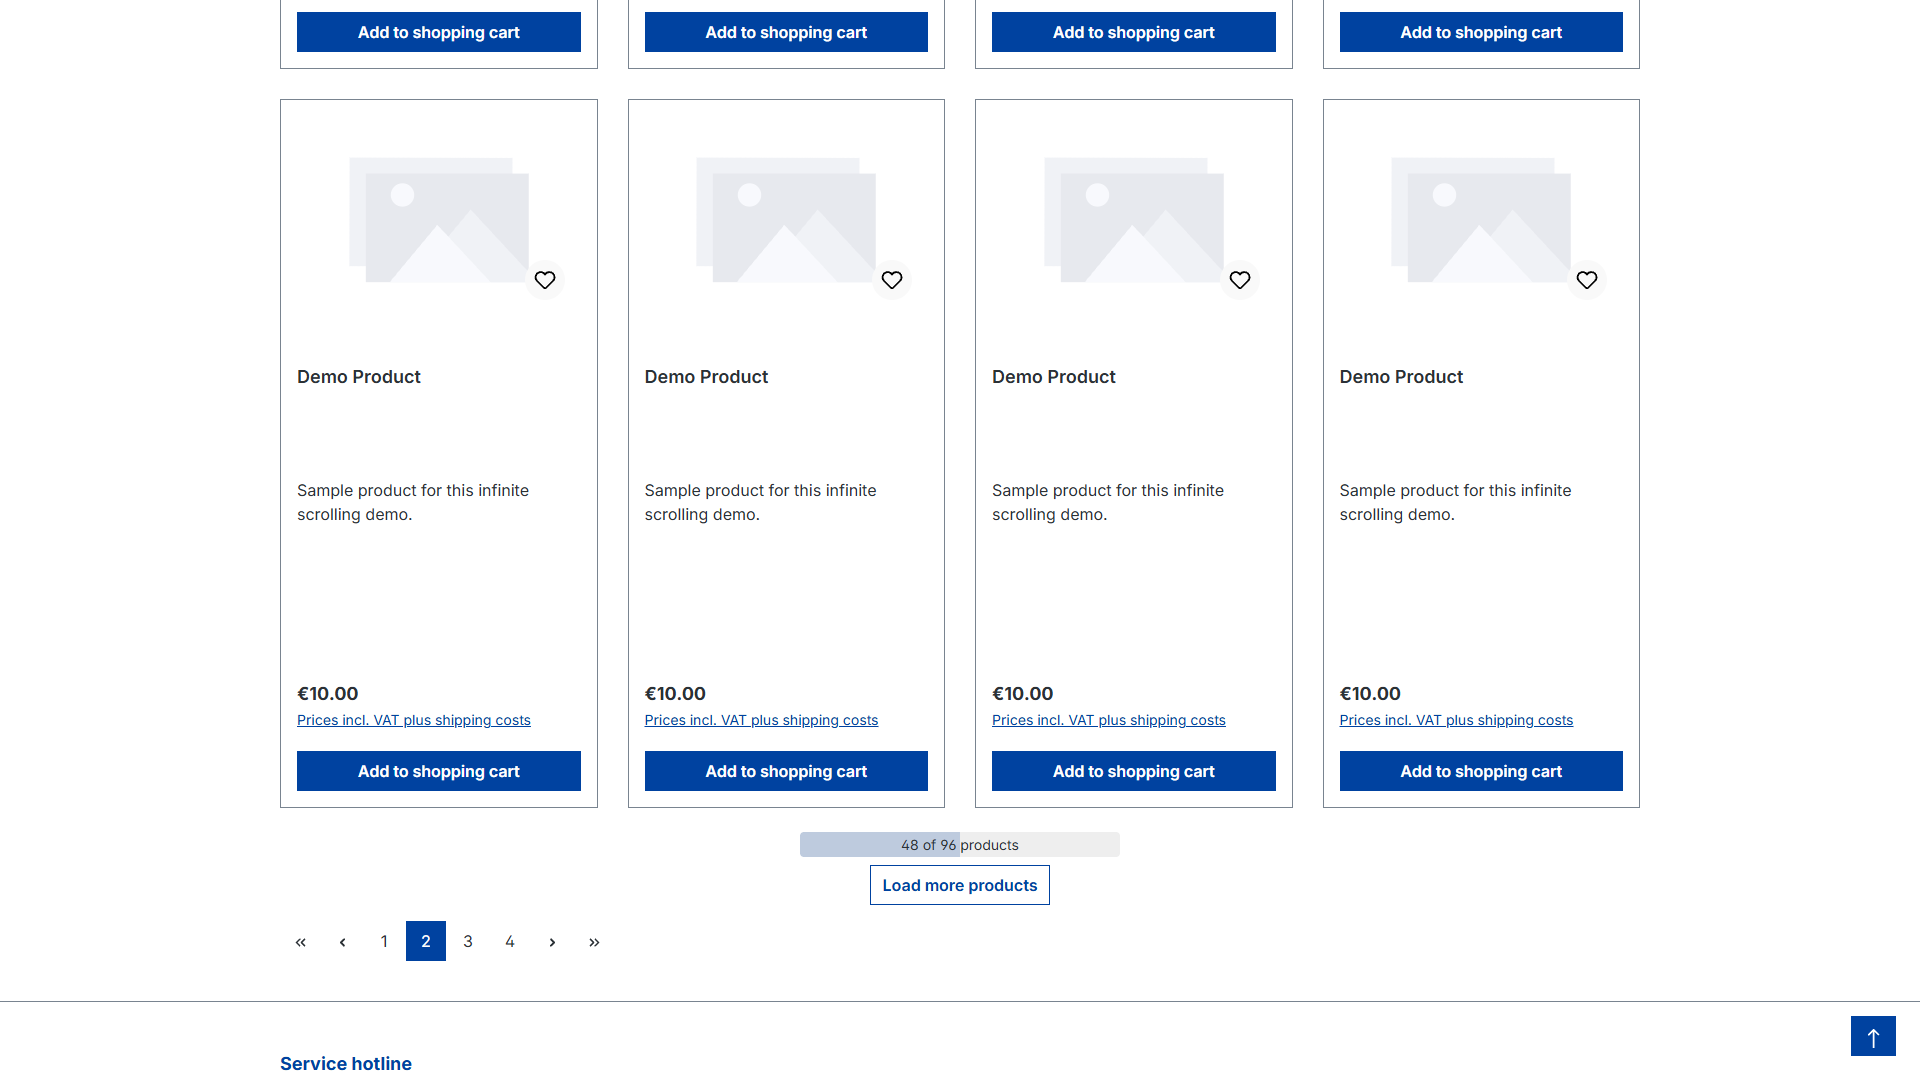 Add to shopping cart Add to shopping cart Add to shopping cart Add to shopping cart
Demo Product Demo Product Demo Product Demo Product
Sample product for this infinite Sample product for this infinite Sample product for this infinite Sample product for this infinite
scrolling demo. scrolling demo. scrolling demo. scrolling demo.
€10.00 €10.00 €10.00 €10.00
Prices incl. VAT plus shipping costs Prices incl. VAT plus shipping costs Prices incl. VAT plus shipping costs Prices incl. VAT plus shipping costs
Add to shopping cart Add to shopping cart Add to shopping cart Add to shopping cart
48 of 96 products
Load more products
« ‹ 1 2 3 4 › »
Service hotline